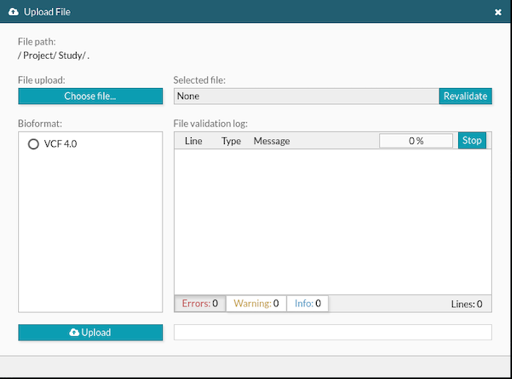 Upload File
File path:
/ Project/ Study/ .
File upload:
Choose file...
Selected file:
None
Revalidate
Bioformat:
VCF 4.0
File validation log:
Line Type Message 0 % Stop
Errors: 0 Warning: 0 Info: 0 Lines: 0
Upload